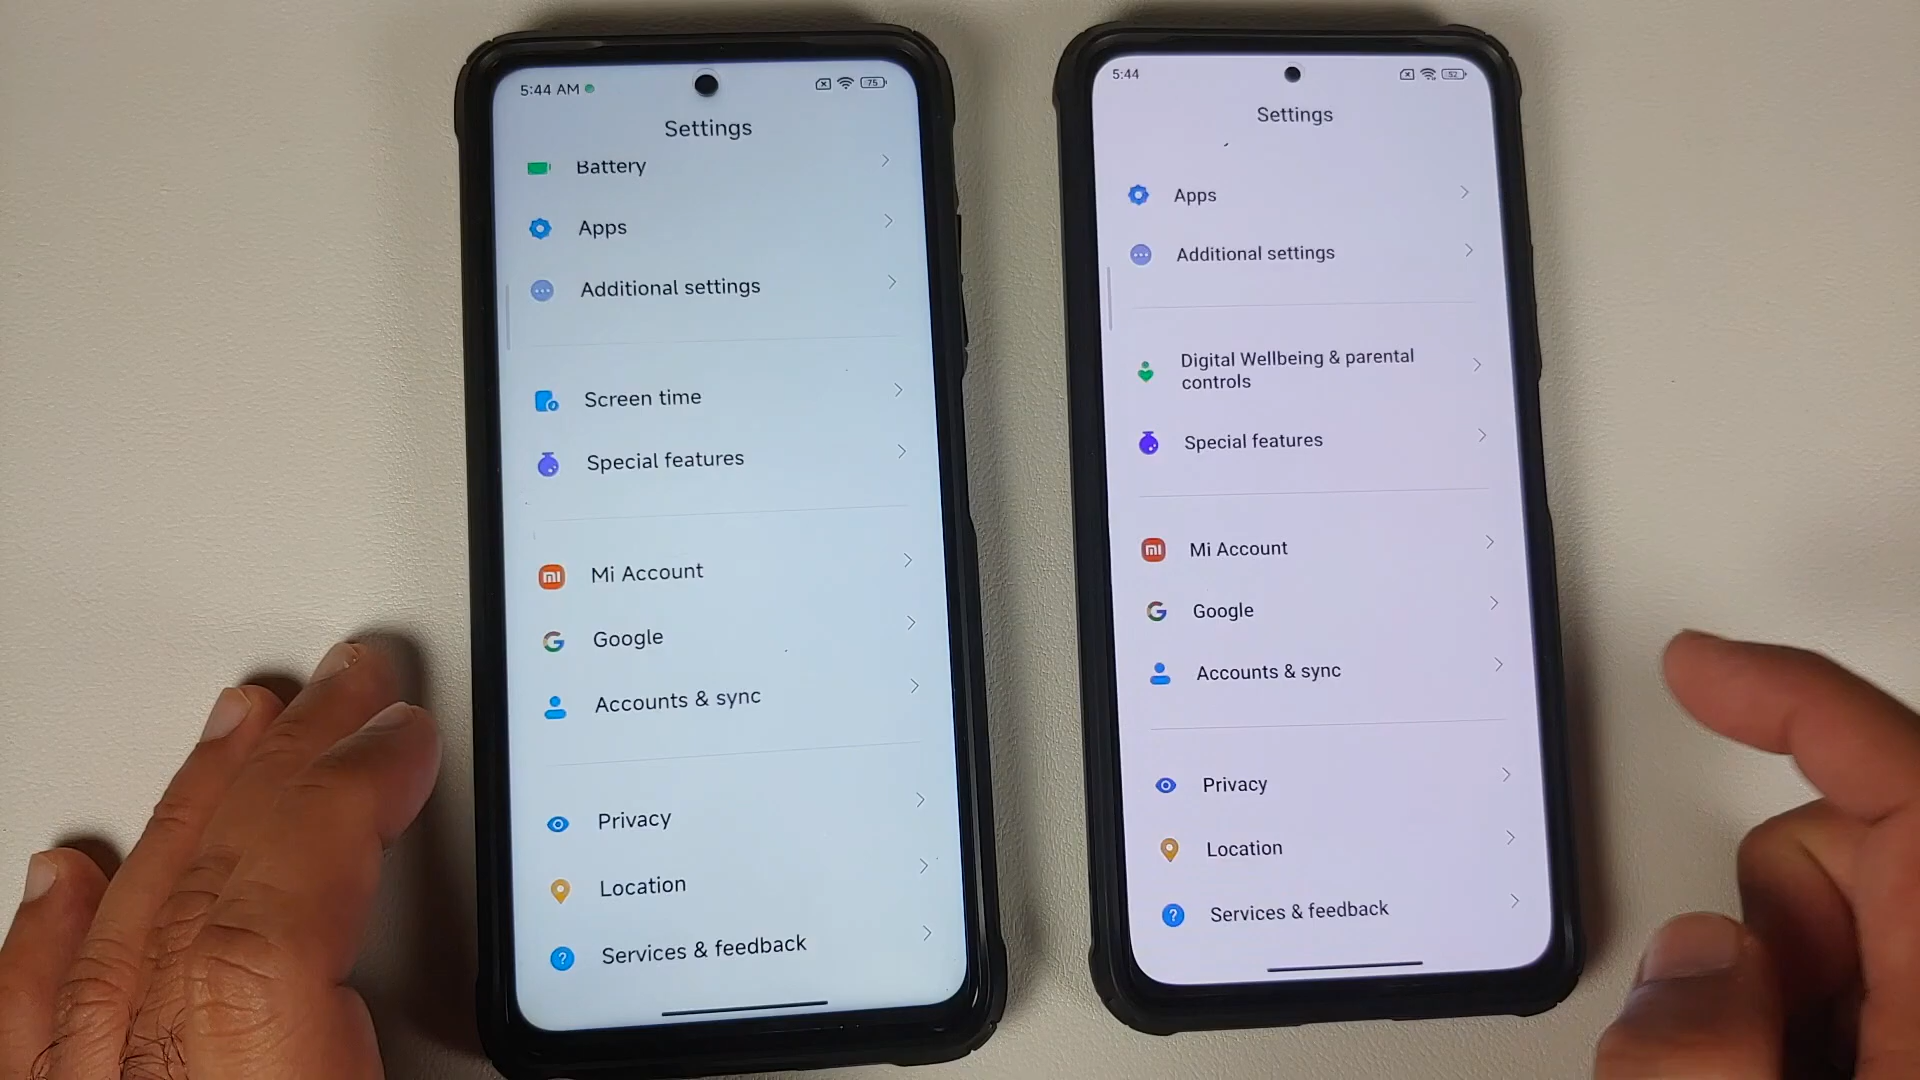 5:44 AM
75
Settings
Battery
Apps
Additional settings
Screen time
Special features
Mi Account
Google
Accounts & sync
Privacy
Location
Services & feedback
5:44
52
Settings
Apps
Additional settings
Digital Wellbeing & parental
controls
Special features
Mi Account
Google
Accounts & sync
Privacy
Location
Services & feedback